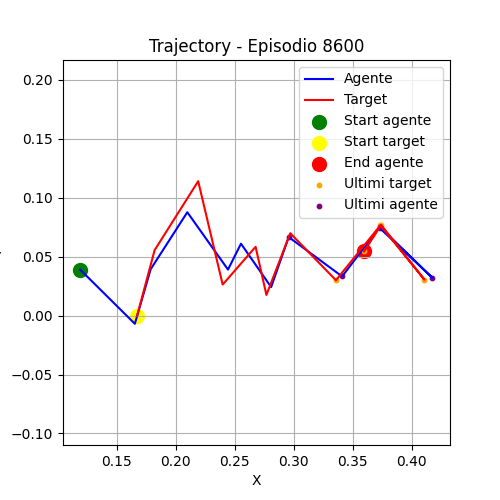 Trajectory - Episodio 8600
Agente
Target
Start agente
Start target
End agente
Ultimi target
Ultimi agente
0.20
0.15
0.10
0.05
0.00
−0.05
−0.10
0.15
0.20
0.25
0.30
0.35
0.40
X